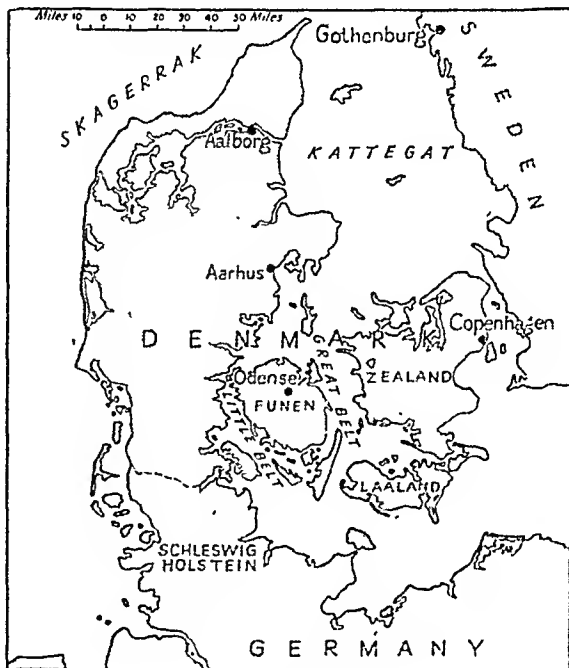 Miles 10 0 10 20 30 40 50 Miles
Gothenburg
SWEDEN
SKAGERRAK
Aalborg
KATTEGAT
Aarhus
DENMARK
Copenhagen
GREAT BELT
ZEALAND
Odense
FUNEN
LITTLE BELT
LAALAND
SCHLESWIG
HOLSTEIN
GERMANY